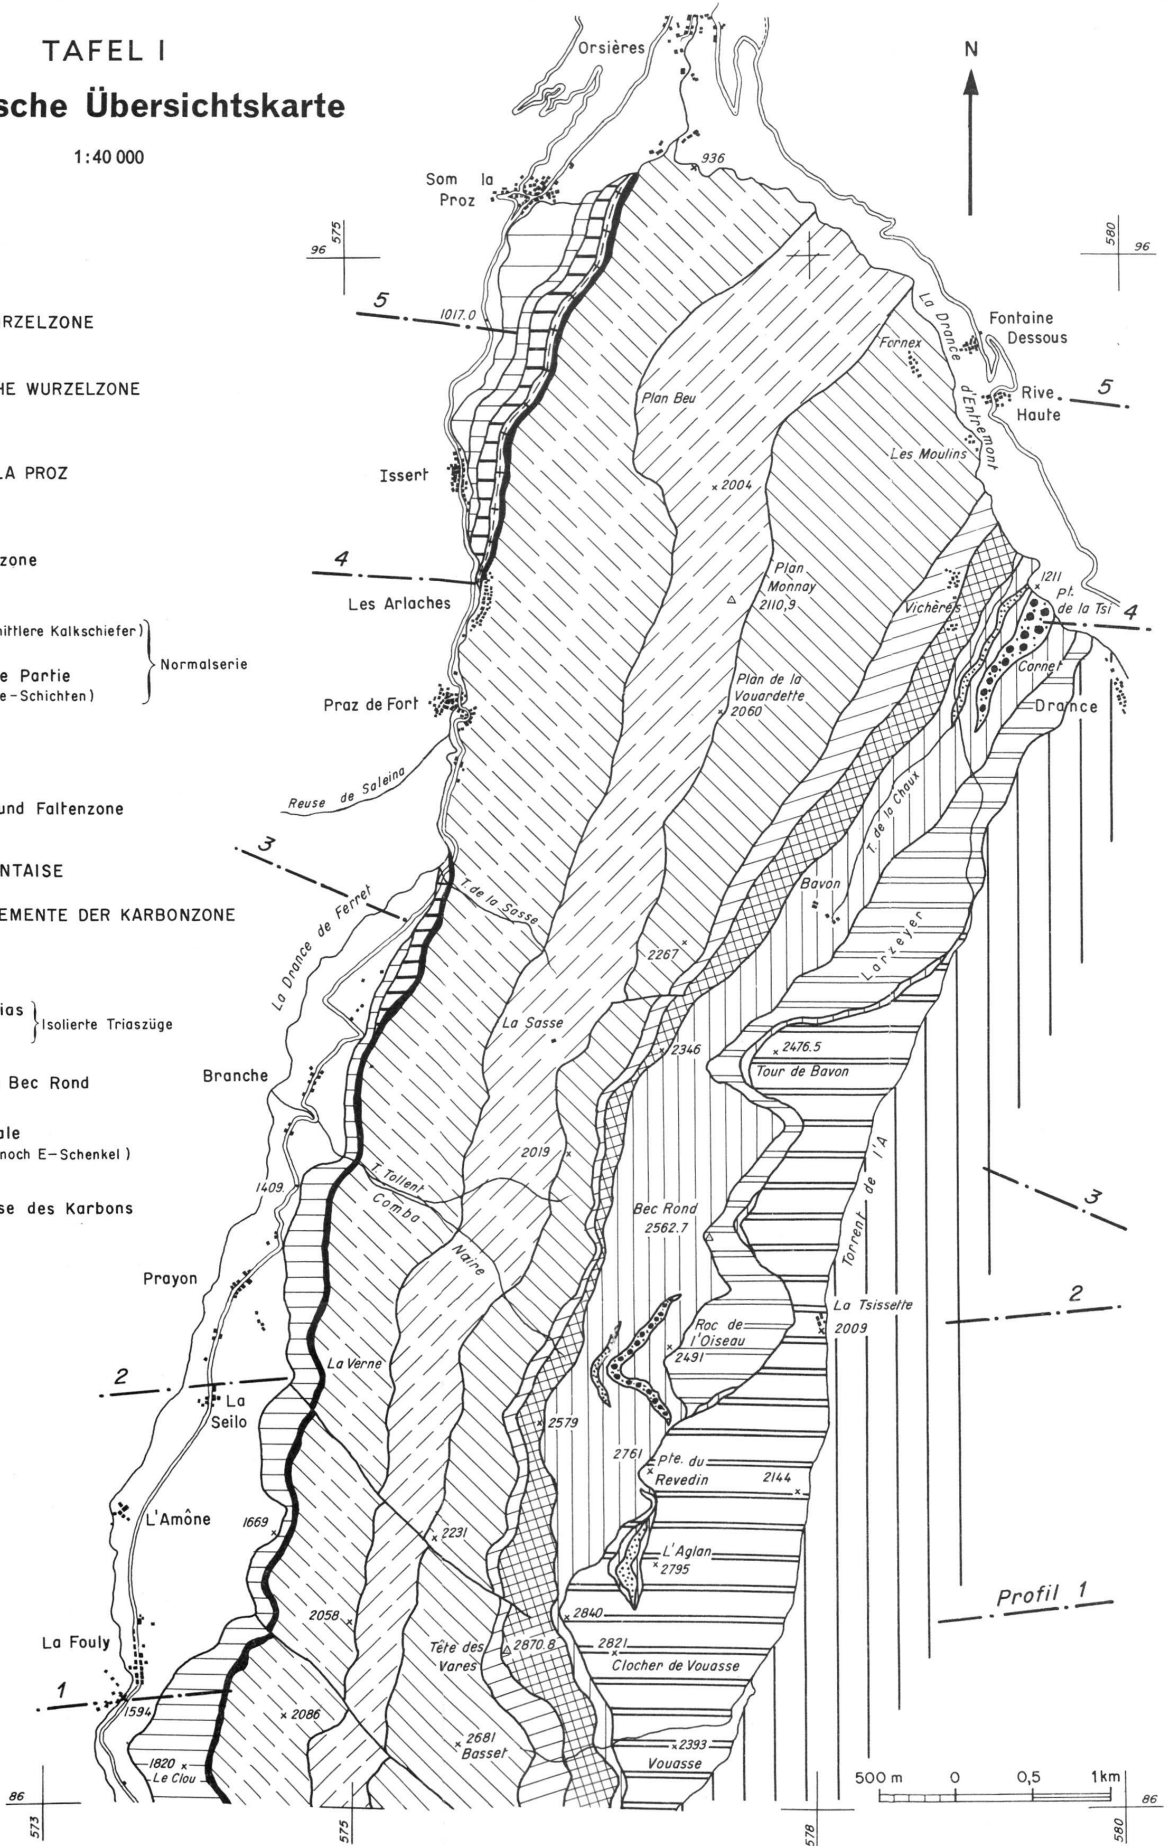 TAFEL I
sche Übersichtskarte
1:40 000
RZELZONE
HE WURZELZONE
LA PROZ
zone
nittlere Kalkschiefer)
e Partie
e-Schichten)
Normalserie
und Faltenzone
NTAISE
EMENTE DER KARBONZONE
ias
Isolierte Triaszüge
Bec Rond
ale
noch E-Schenkel)
se des Karbons
Orsières
N
936
Som la
Proz
575
96
580
96
5
1017.0
La Drance d'Entremont
Fontaine
Dessous
Fornex
Rive
Haute
5
Plan Beu
Les Moulins
Issert
2004
4
Les Arlaches
Plan
Monnay
2110,9
Vichères
1211
Pt.
de la Tsi
4
Cornet
Drance
Praz de Fort
Plan de la
Vouardette
2060
Reuse de Saleina
T. de la Chaux
3
La Drance de Ferret
T. de la Sasse
Bavon
Larzeyer
2267
La Sasse
2346
2476.5
Tour de Bavon
Branche
2019
1409
T. Tollent
Comba Naire
Bec Rond
2562.7
Torrent de l'A
3
Prayon
2
La Tsissette
2009
Roc de
l'Oiseau
2491
La Verne
2
La
Seilo
2579
2761
Pte. du
Revedin
2144
L'Amône
1669
2231
L'Aglan
2795
Profil 1
2058
2840
La Fouly
Tête des
Vares
2870.8
2821
Clocher de Vouasse
1
1594
2086
2681
Basset
2393
Vouasse
1820
Le Clou
500 m 0 0,5 1km
86
573
575
578
580
86